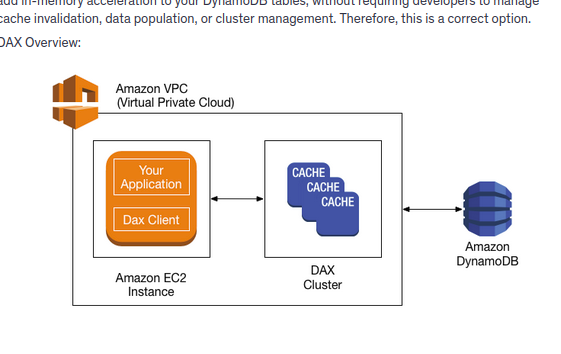 add in-memory acceleration to your DynamoDB tables, without requiring developers to manage
cache invalidation, data population, or cluster management. Therefore, this is a correct option.
DAX Overview:
Amazon VPC
(Virtual Private Cloud)
Your
Application
Dax Client
CACHE
CACHE
CACHE
Amazon EC2
Instance
DAX
Cluster
Amazon
DynamoDB